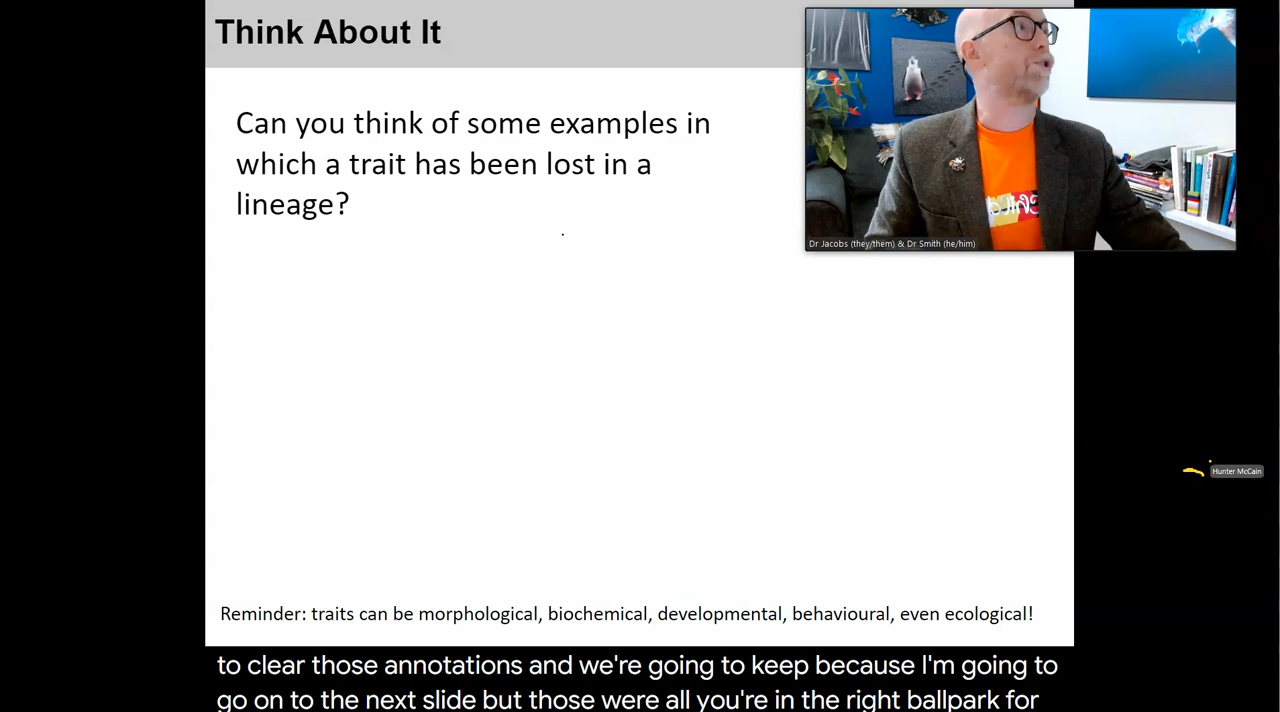 Think About It
Can you think of some examples in
which a trait has been lost in a
lineage?
Dr Jacobs (they/them) & Dr Smith (he/him)
Hunter McCain
Reminder: traits can be morphological, biochemical, developmental, behavioural, even ecological!
to clear those annotations and we're going to keep because I'm going to
go on to the next slide but those were all you're in the right ballpark for